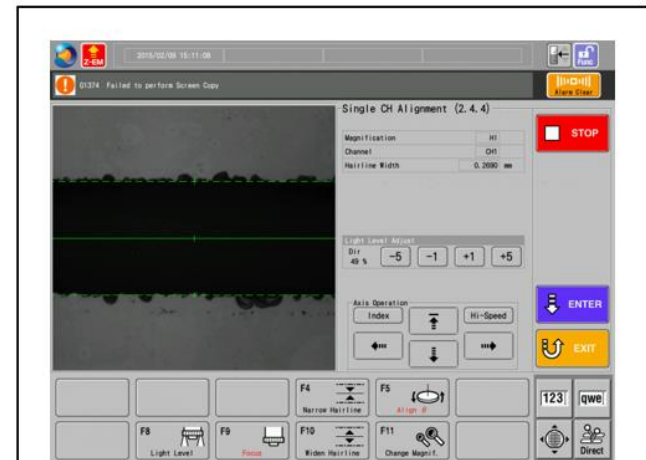 Z-EM
2015/02/09 15:11:08
Func
G1374 Failed to perform Screen Copy
Alarm Clear
Single CH Alignment (2.4.4)
STOP
Magnification HI
Channel CH1
Hairline Width 0.2690 mm
Light Level Adjust
Dir
49 %
-5
-1
+1
+5
Axis Operation
Index
Hi-Speed
ENTER
EXIT
F4
Narrow Hairline
F5
Align θ
123
qwe
F8
Light Level
F9
Focus
F10
Widen Hairline
F11
Change Magnif.
Direct